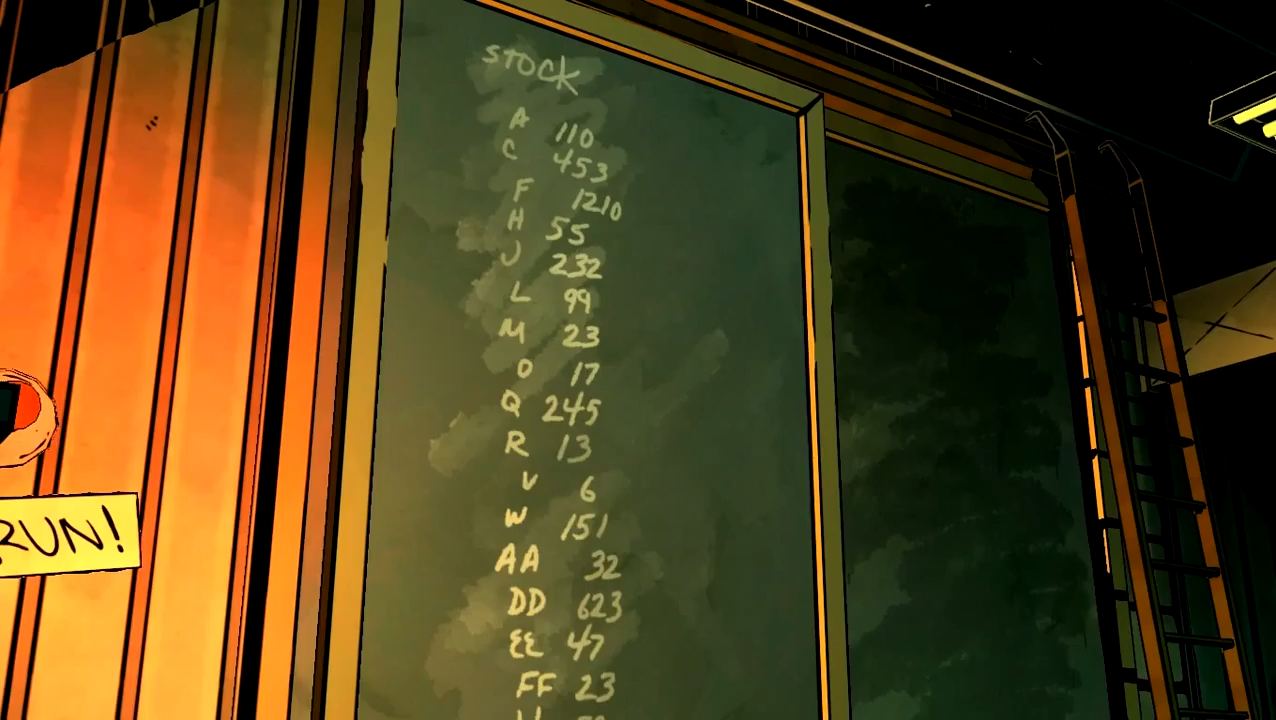 STOCK
A 110
C 453
F 1210
H 55
J 232
L 99
M 23
O 17
Q 245
R 13
V 6
W 151
AA 32
DD 623
EE 47
FF 23
RUN!